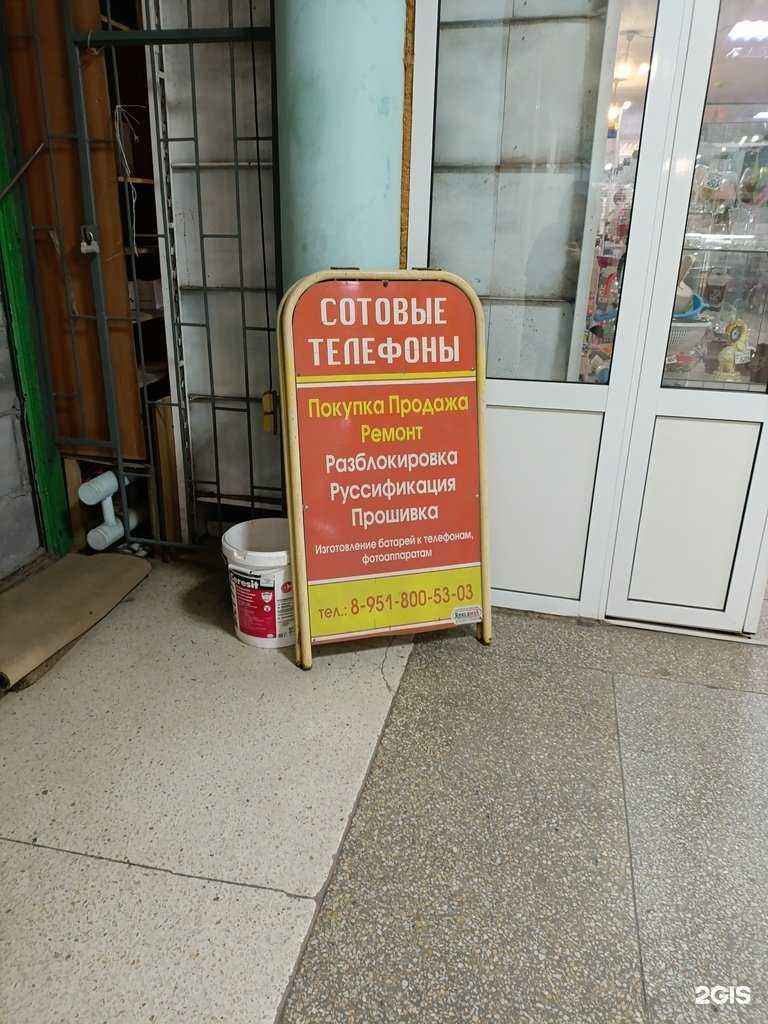 СОТОВЫЕ
ТЕЛЕФОНЫ
Покупка Продажа
Ремонт
Разблокировка
Руссификация
Прошивка
Изготовление батарей к телефонам,
фотоаппаратам
тел.: 8-951-800-53-03
Ceresit
2GIS